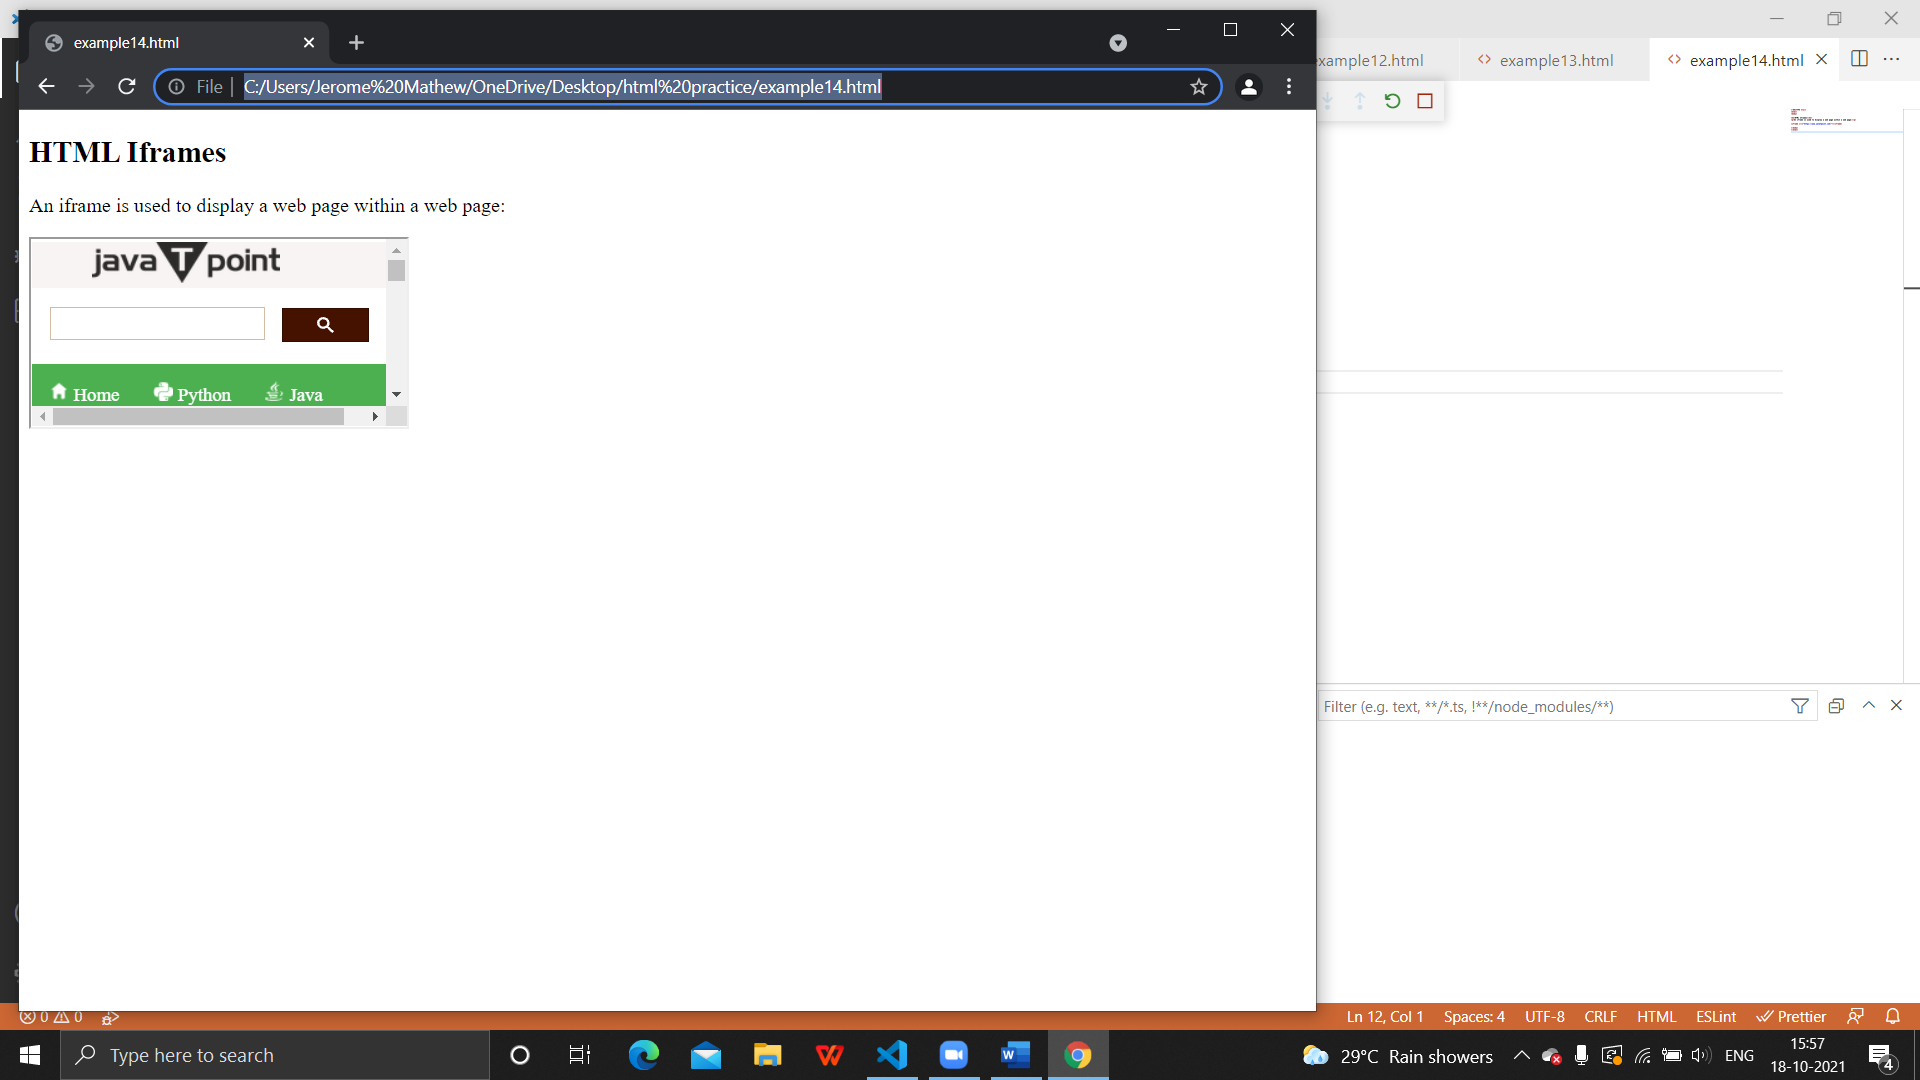 example14.html
File
C:/Users/Jerome%20Mathew/OneDrive/Desktop/html%20practice/example14.html
example12.html
example13.html
example14.html
HTML Iframes
An iframe is used to display a web page within a web page:
javaTpoint
Home Python Java
Filter (e.g. text, **/*.ts, !**/node_modules/**)
0 0
Ln 12, Col 1 Spaces: 4 UTF-8 CRLF HTML ESLint Prettier
Type here to search
29°C Rain showers
ENG
15:57
18-10-2021
4